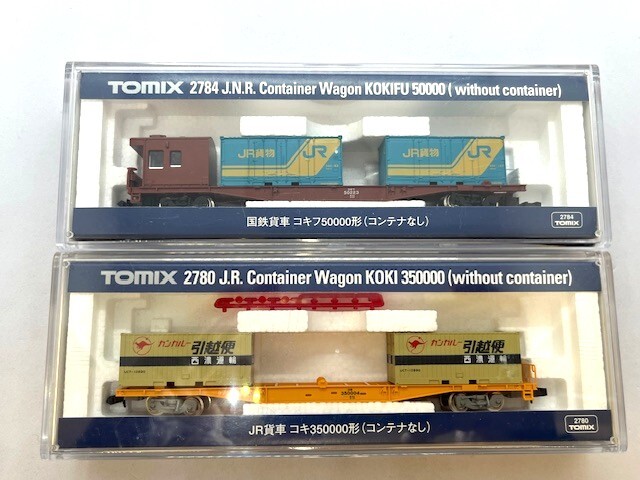 TOMIX 2784 J.N.R. Container Wagon KOKIFU 50000 ( without container)
JR貨物 JR
JR貨物 JR
国鉄貨車 コキフ50000形 (コンテナなし)
2784
TOMIX
TOMIX 2780 J.R. Container Wagon KOKI 350000 (without container)
カンガルー 引越便
西濃運輸
カンガルー 引越便
西濃運輸
350004
JR貨車 コキ350000形 (コンテナなし)
2780
TOMIX